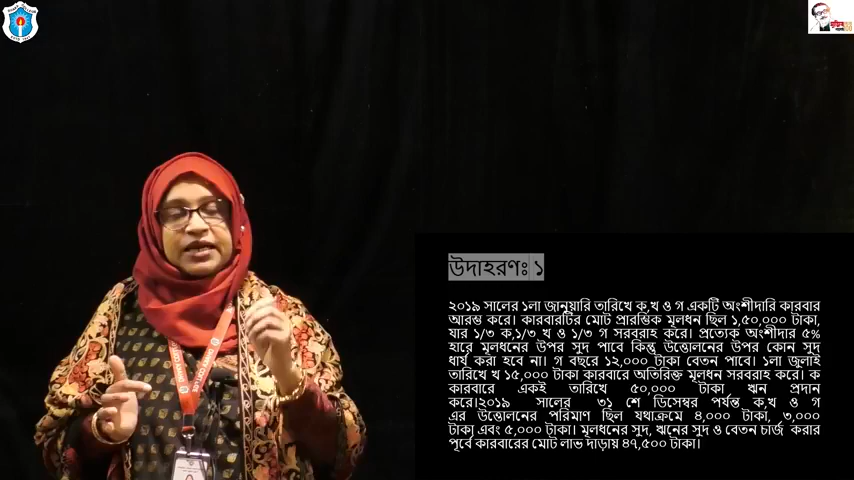 উদাহরণঃ ১
২০১৯ সালের ১লা জানুয়ারি তারিখে ক,খ ও গ একটি অংশীদারি কারবার
আরম্ভ করে। কারবারটির মোট প্রারম্ভিক মূলধন ছিল ১,৫০,০০০ টাকা,
যার ১/৩ ক,১/৩ খ ও ১/৩ গ সরবরাহ করে। প্রত্যেক অংশীদার ৫%
হারে মূলধনের উপর সুদ পাবে কিন্তু উত্তোলনের উপর কোন সুদ
ধার্য করা হবে না। গ বছরে ১২,০০০ টাকা বেতন পাবে। ১লা জুলাই
তারিখে খ ১৫,০০০ টাকা কারবারে অতিরিক্ত মূলধন সরবরাহ করে। ক
কারবারে একই তারিখে ৫০,০০০ টাকা ঋন প্রদান
করে।২০১৯ সালের ৩১ শে ডিসেম্বর পর্যন্ত ক,খ ও গ
এর উত্তোলনের পরিমাণ ছিল যথাক্রমে ৪,০০০ টাকা, ৩,০০০
টাকা এবং ৫,০০০ টাকা। মূলধনের সুদ, ঋনের সুদ ও বেতন চার্জ করার
পূর্বে কারবারের মোট লাভ দাড়ায় ৪৭,৫০০ টাকা।